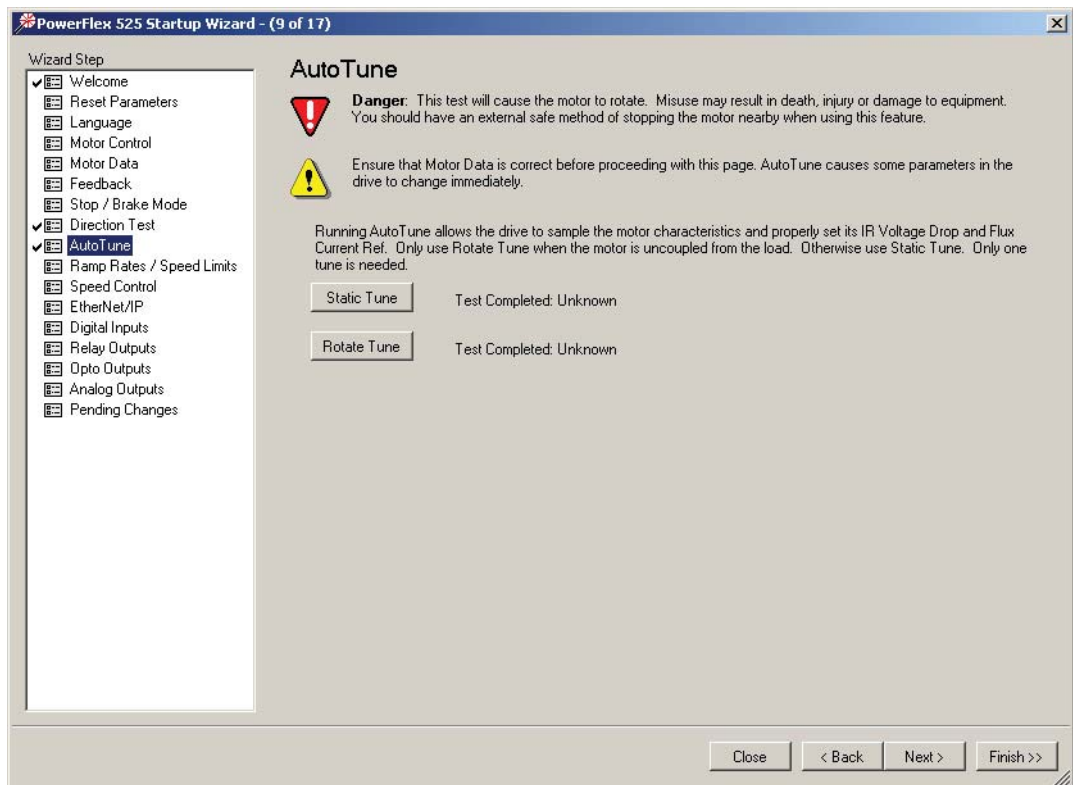 PowerFlex 525 Startup Wizard - (9 of 17)
Wizard Step
Welcome
Reset Parameters
Language
Motor Control
Motor Data
Feedback
Stop / Brake Mode
Direction Test
AutoTune
Ramp Rates / Speed Limits
Speed Control
EtherNet/IP
Digital Inputs
Relay Outputs
Opto Outputs
Analog Outputs
Pending Changes
AutoTune
Danger: This test will cause the motor to rotate. Misuse may result in death, injury or damage to equipment.
You should have an external safe method of stopping the motor nearby when using this feature.
Ensure that Motor Data is correct before proceeding with this page. AutoTune causes some parameters in the
drive to change immediately.
Running AutoTune allows the drive to sample the motor characteristics and properly set its IR Voltage Drop and Flux
Current Ref. Only use Rotate Tune when the motor is uncoupled from the load. Otherwise use Static Tune. Only one
tune is needed.
Static Tune
Test Completed: Unknown
Rotate Tune
Test Completed: Unknown
Close
< Back
Next >
Finish >>